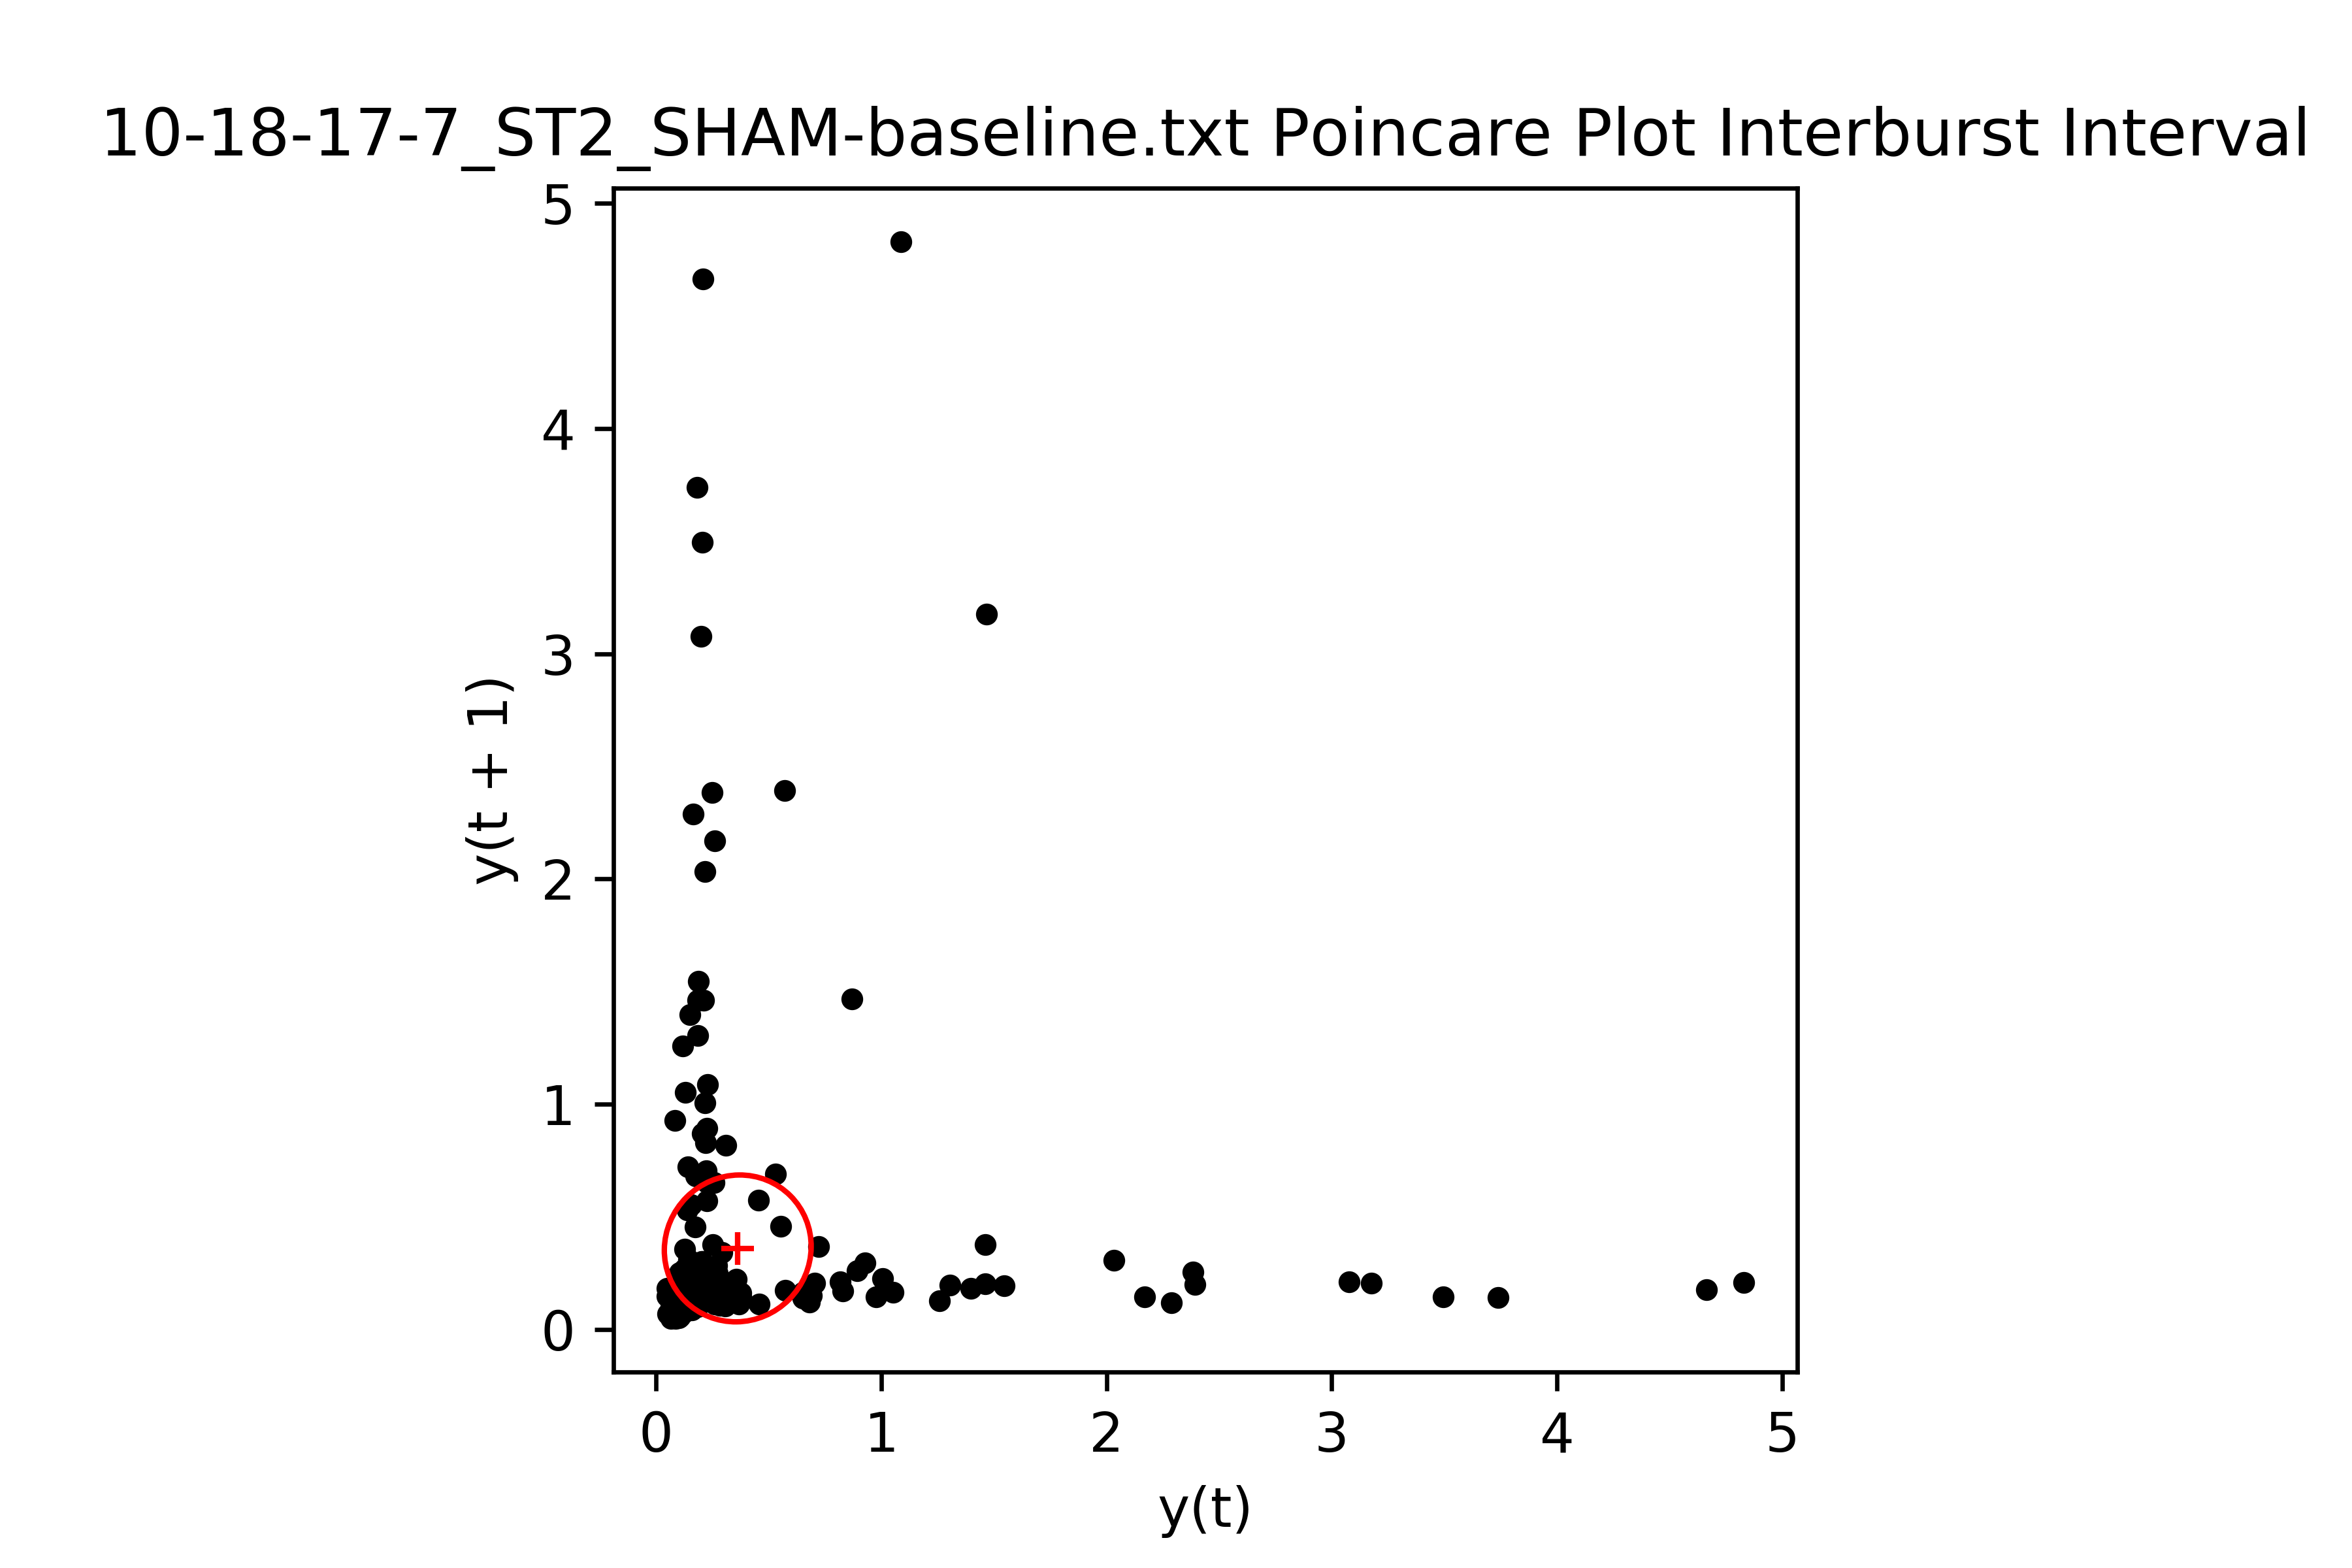 10-18-17-7_ST2_SHAM-baseline.txt Poincare Plot Interburst Interval
5
4
3
2
1
0
y(t + 1)
0 1 2 3 4 5
y(t)